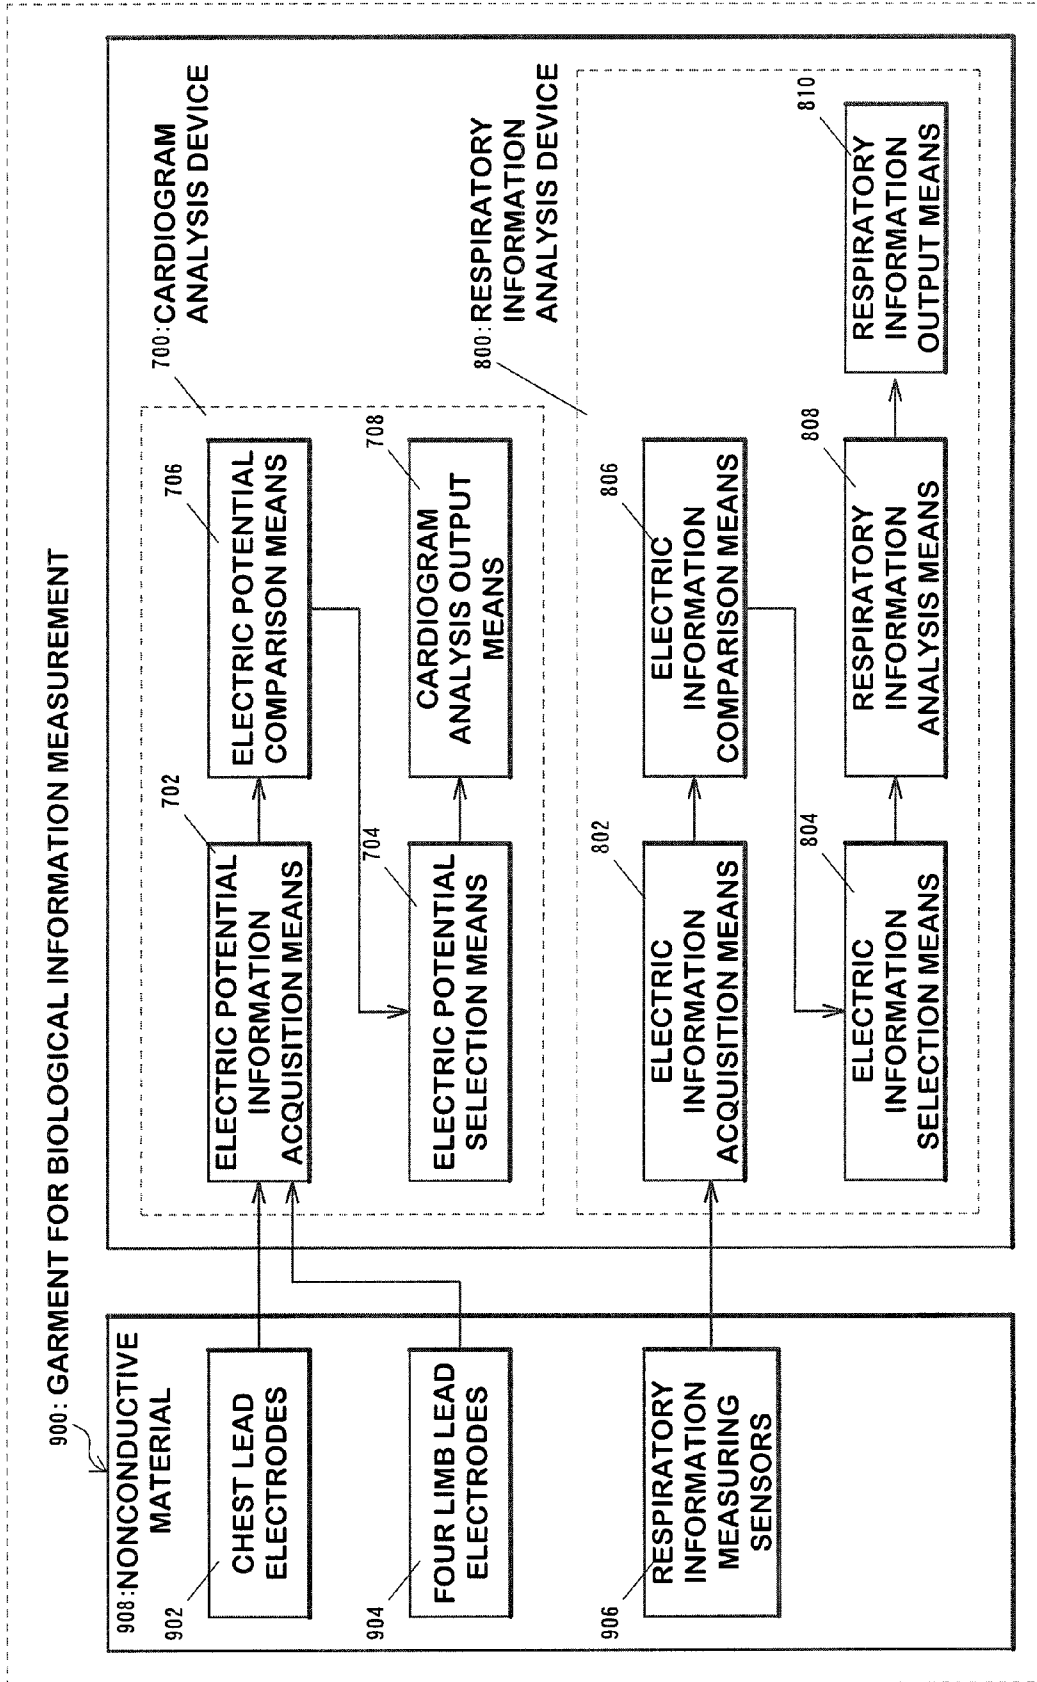 900: GARMENT FOR BIOLOGICAL INFORMATION MEASUREMENT
908:NONCONDUCTIVE
MATERIAL
902
CHEST LEAD
ELECTRODES
904
FOUR LIMB LEAD
ELECTRODES
906
RESPIRATORY
INFORMATION
MEASURING
SENSORS
700:CARDIOGRAM
ANALYSIS DEVICE
702
ELECTRIC POTENTIAL
INFORMATION
ACQUISITION MEANS
706
ELECTRIC POTENTIAL
COMPARISON MEANS
704
ELECTRIC POTENTIAL
SELECTION MEANS
708
CARDIOGRAM
ANALYSIS OUTPUT
MEANS
800:RESPIRATORY
INFORMATION
ANALYSIS DEVICE
802
ELECTRIC
INFORMATION
ACQUISITION MEANS
806
ELECTRIC
INFORMATION
COMPARISON MEANS
804
ELECTRIC
INFORMATION
SELECTION MEANS
808
RESPIRATORY
INFORMATION
ANALYSIS MEANS
810
RESPIRATORY
INFORMATION
OUTPUT MEANS